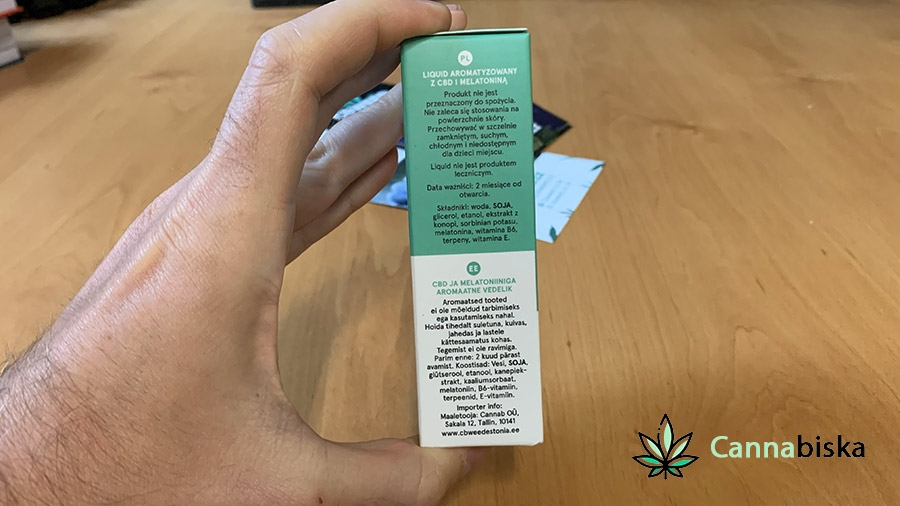 PL
LIQUID AROMATYZOWANY
Z CBD I MELATONINĄ
Produkt nie jest
przeznaczony do spożycia.
Nie zaleca się stosowania na
powierzchnie skóry.
Przechowywać w szczelnie
zamkniętym, suchym,
chłodnym i niedostępnym
dla dzieci miejscu.
Liquid nie jest produktem
leczniczym.
Data ważności: 2 miesiące od
otwarcia.
Składniki: woda, SOJA,
glicerol, etanol, ekstrakt z
konopi, sorbinian potasu,
melatonina, witamina B6,
terpeny, witamina E.
EE
CBD JA MELATONIINIGA
AROMAATNE VEDELIK
Aromaatsed tooted
ei ole mõeldud tarbimiseks
ega kasutamiseks nahal.
Hoida tihedalt suletuna, kuivas,
jahedas ja lastele
kättesaamatus kohas.
Tegemist ei ole ravimiga.
Parim enne: 2 kuud pärast
avamist. Koostisad: Vesi, SOJA,
glütserool, etanool, kanepiek-
strakt, kaaliumsorbaat,
melatoniin, B6-vitamiin,
terpeenid, E-vitamiin.
Importer info:
Maaletooja: Cannab OÜ,
Sakala 12, Tallin, 10141
www.cbweedestonia.ee
Cannabiska